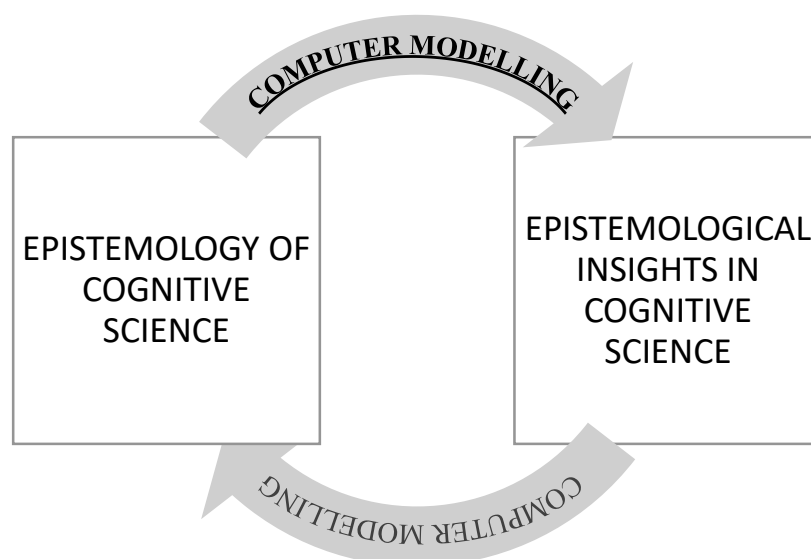 COMPUTER MODELLING
EPISTEMOLOGY OF
COGNITIVE
SCIENCE
EPISTEMOLOGICAL
INSIGHTS IN
COGNITIVE
SCIENCE
COMPUTER MODELLING